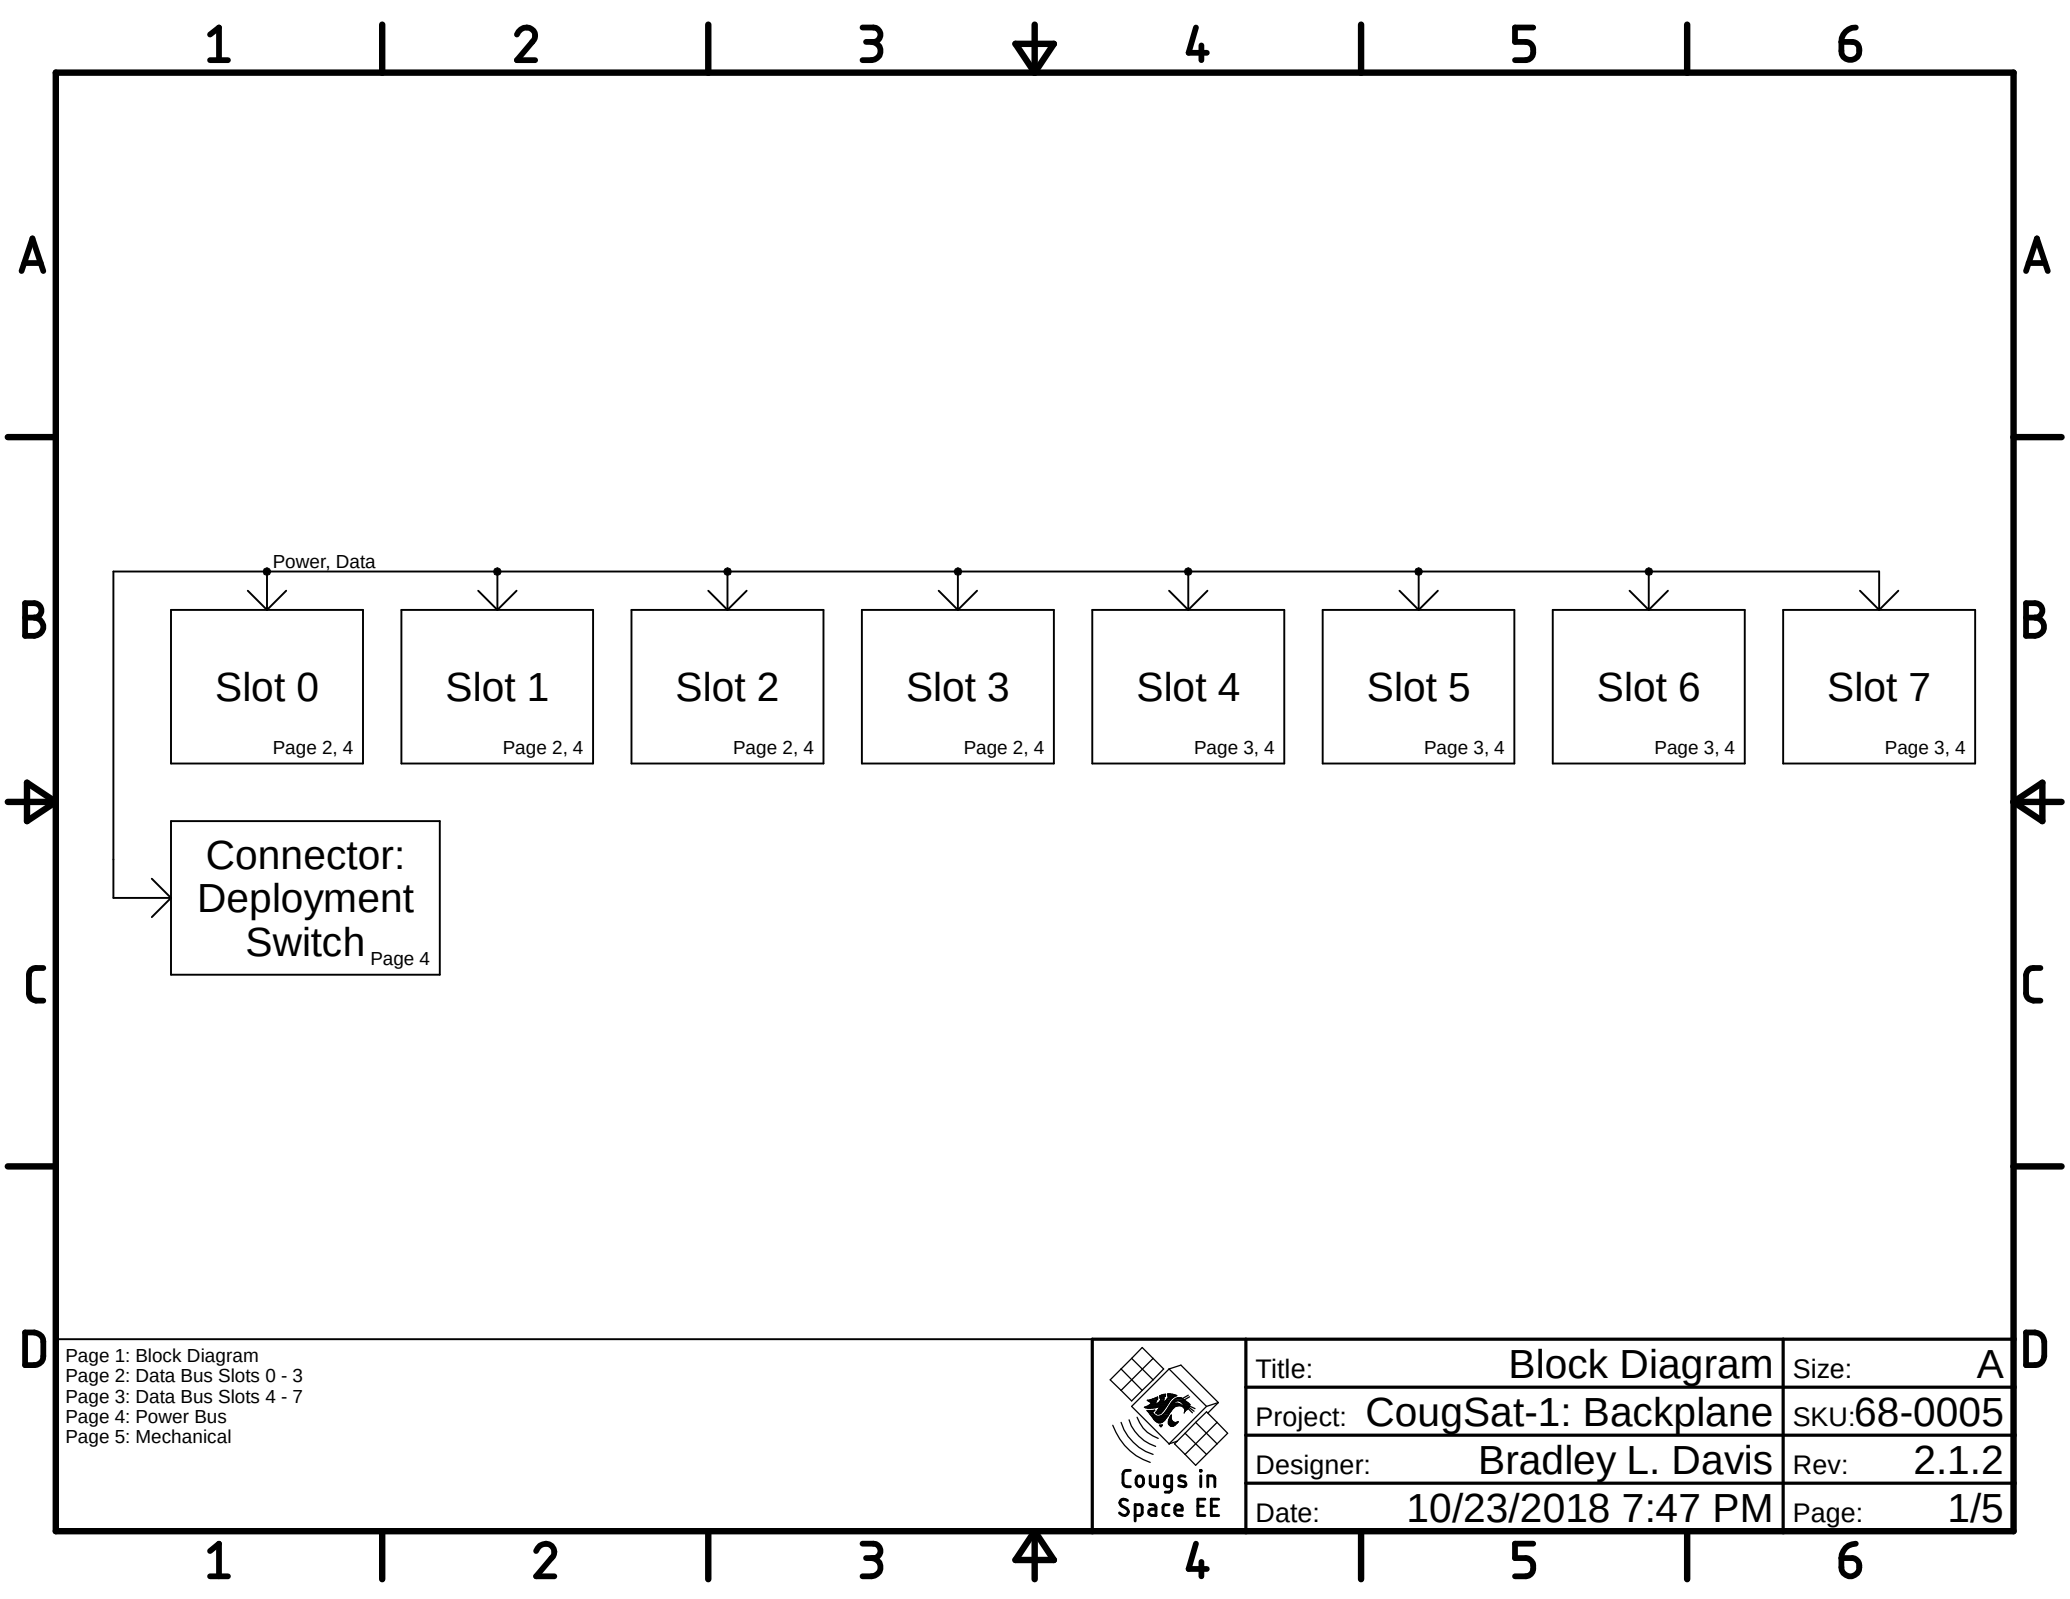 1 2 3 4 5 6
A A
Power, Data
B B
Slot 0 Slot 1 Slot 2 Slot 3 Slot 4 Slot 5 Slot 6 Slot 7
Page 2, 4 Page 2, 4 Page 2, 4 Page 2, 4 Page 3, 4 Page 3, 4 Page 3, 4 Page 3, 4
Connector:
Deployment
Switch Page 4
C C
D D
Page 1: Block Diagram
Page 2: Data Bus Slots 0 - 3
Page 3: Data Bus Slots 4 - 7
Page 4: Power Bus
Page 5: Mechanical
Cougs in
Space EE
Title: Block Diagram Size: A
Project: CougSat-1: Backplane SKU:68-0005
Designer: Bradley L. Davis Rev: 2.1.2
Date: 10/23/2018 7:47 PM Page: 1/5
1 2 3 4 5 6